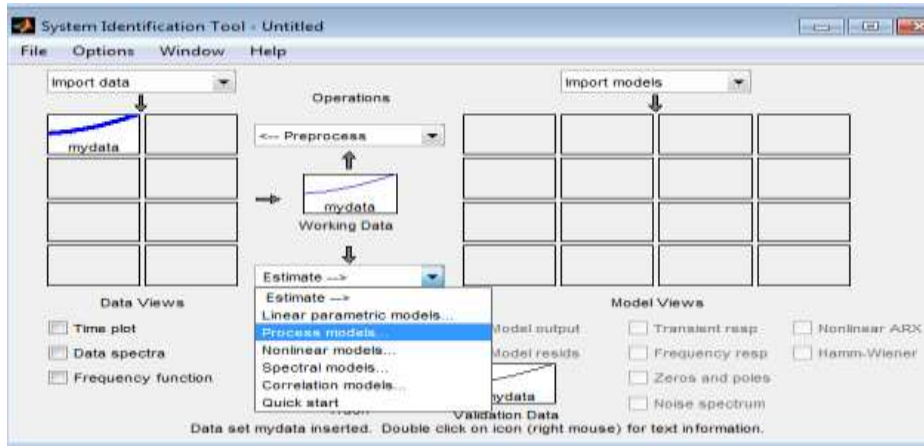 System Identification Tool - Untitled
File Options Window Help
Import data
Import models
Operations
<-- Preprocess
mydata
mydata
Working Data
Estimate -->
Data Views
Model Views
Estimate -->
Linear parametric models...
Process models...
Nonlinear models...
Spectral models...
Correlation models...
Quick start
Time plot
Data spectra
Frequency function
Model output
Model resids
Transient resp
Frequency resp
Zeros and poles
Noise spectrum
Nonlinear ARX
Hamm-Wiener
mydata
Validation Data
Data set mydata inserted. Double click on icon (right mouse) for text information.